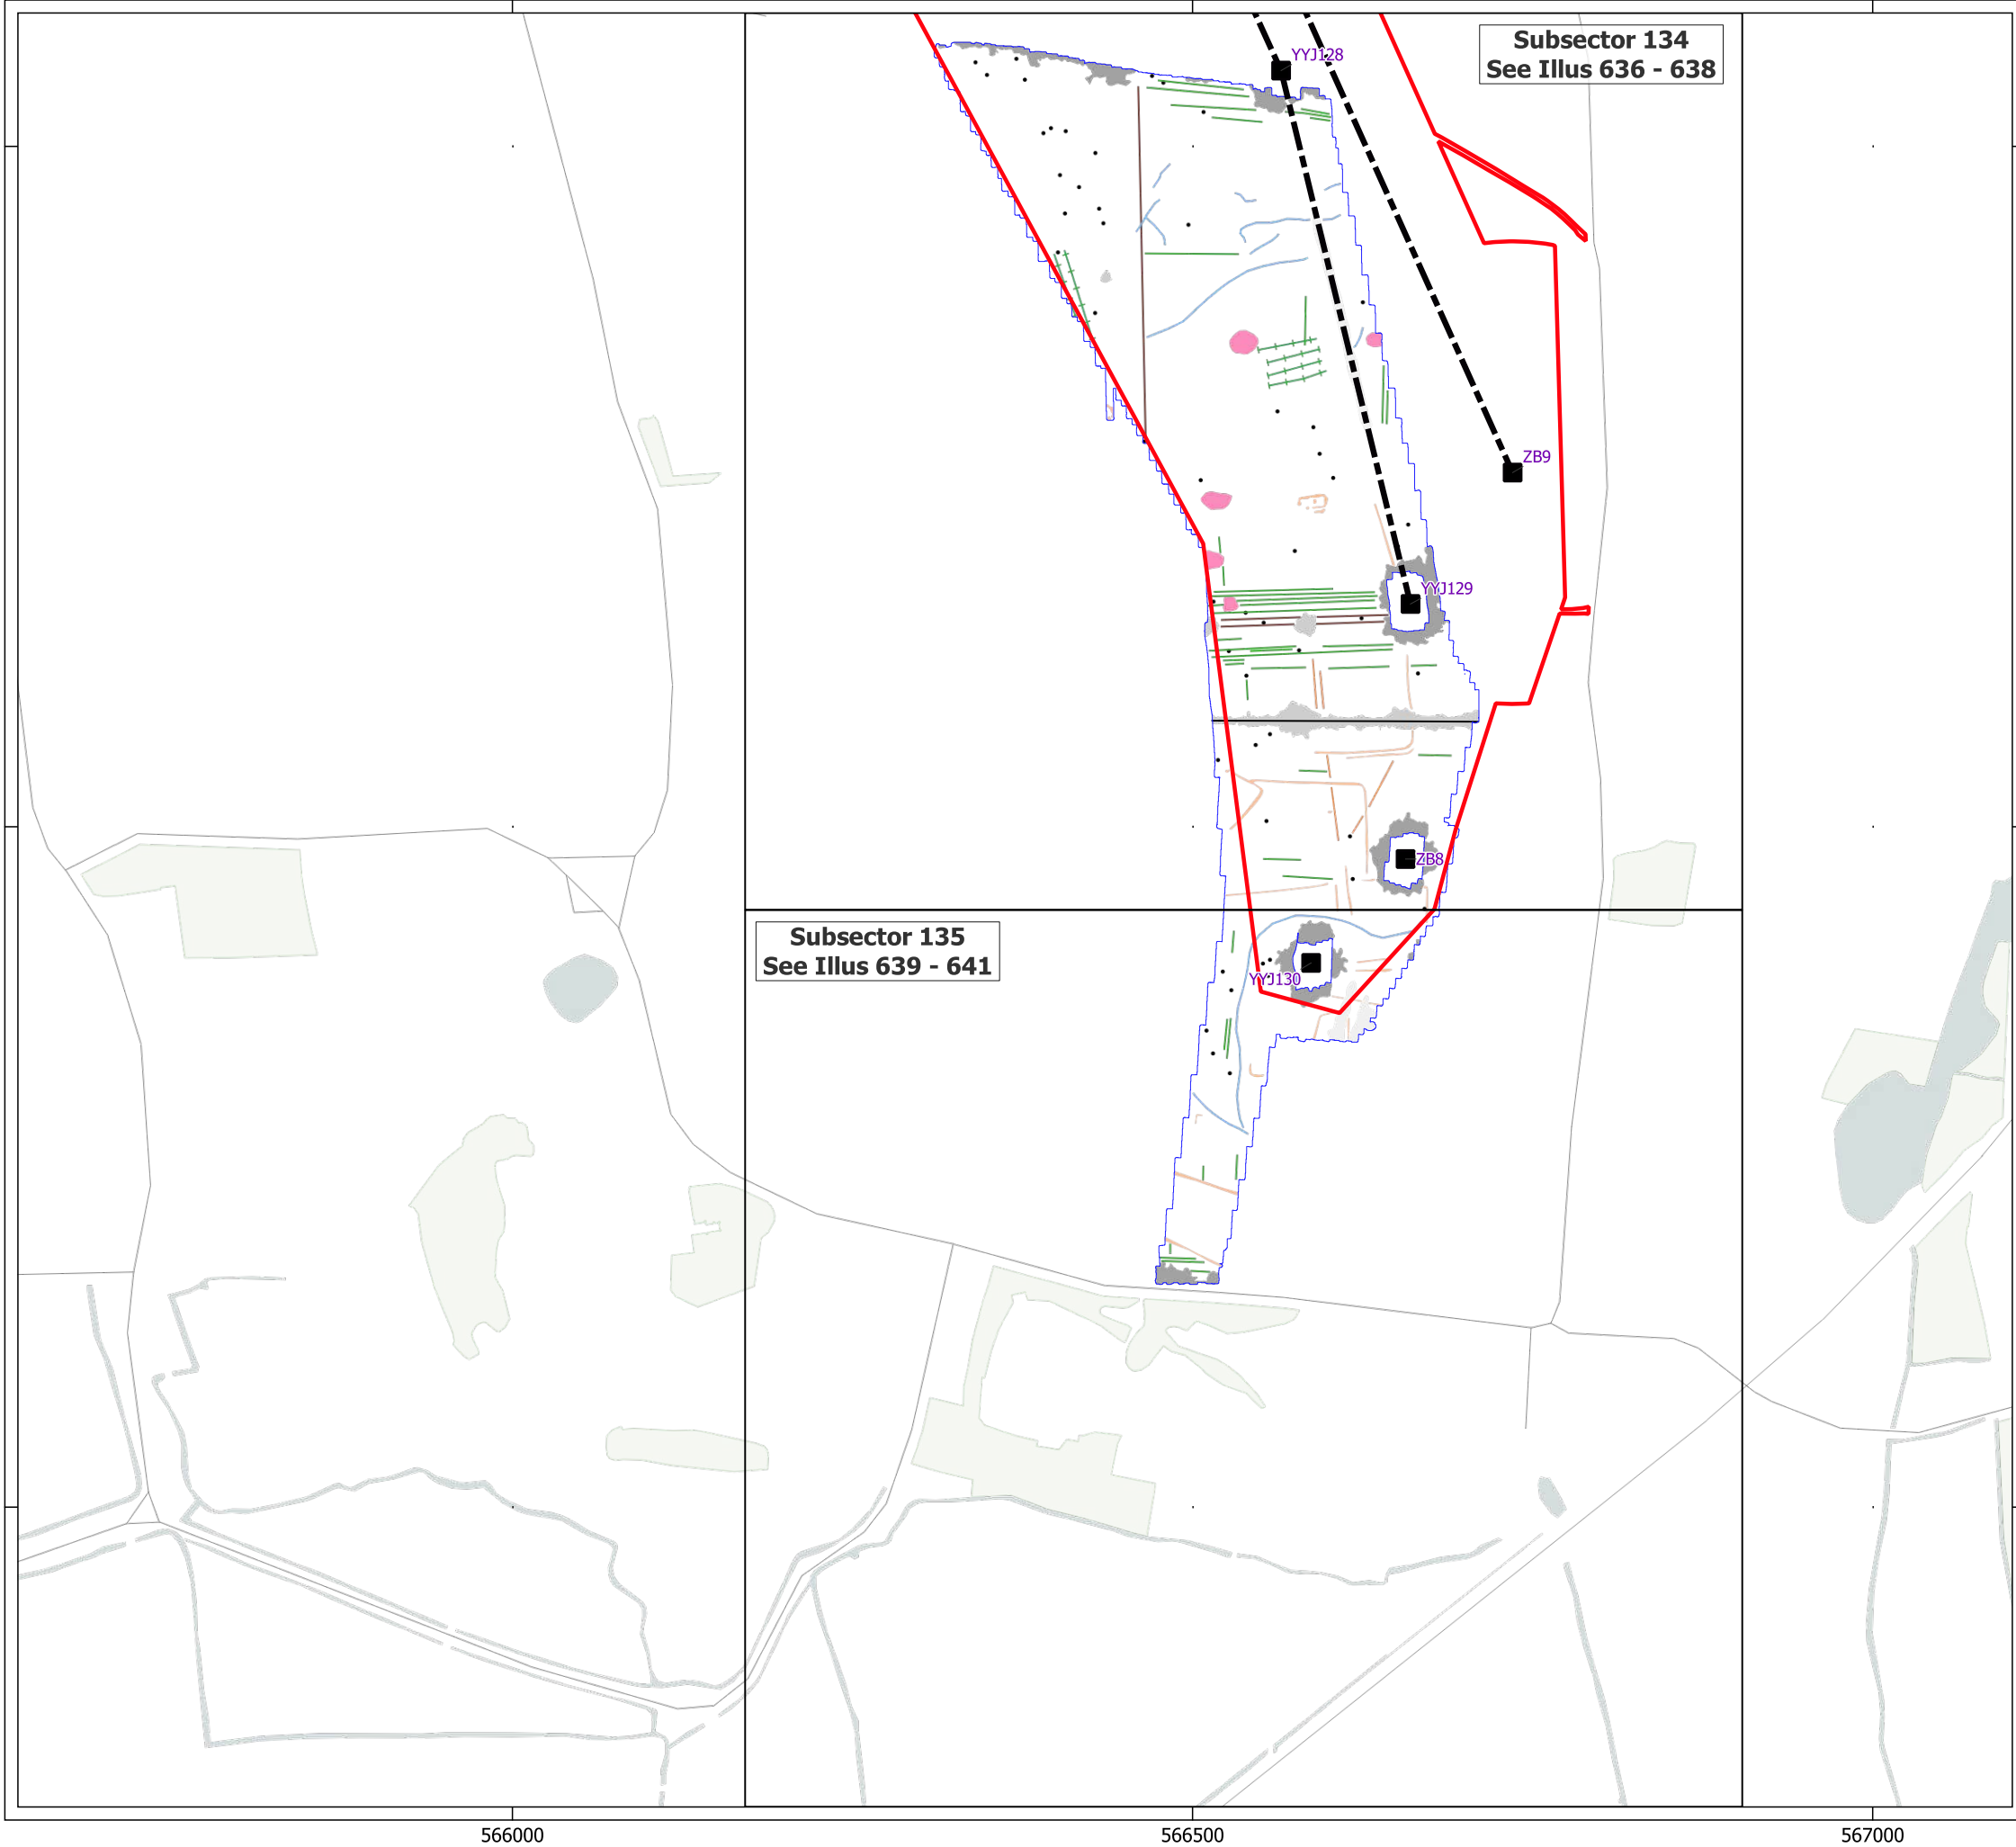 Subsector 134
See Illus 636 - 638
YYJ128
ZB9
YYJ129
ZB8
Subsector 135
See Illus 639 - 641
YYJ130
566000
566500
567000